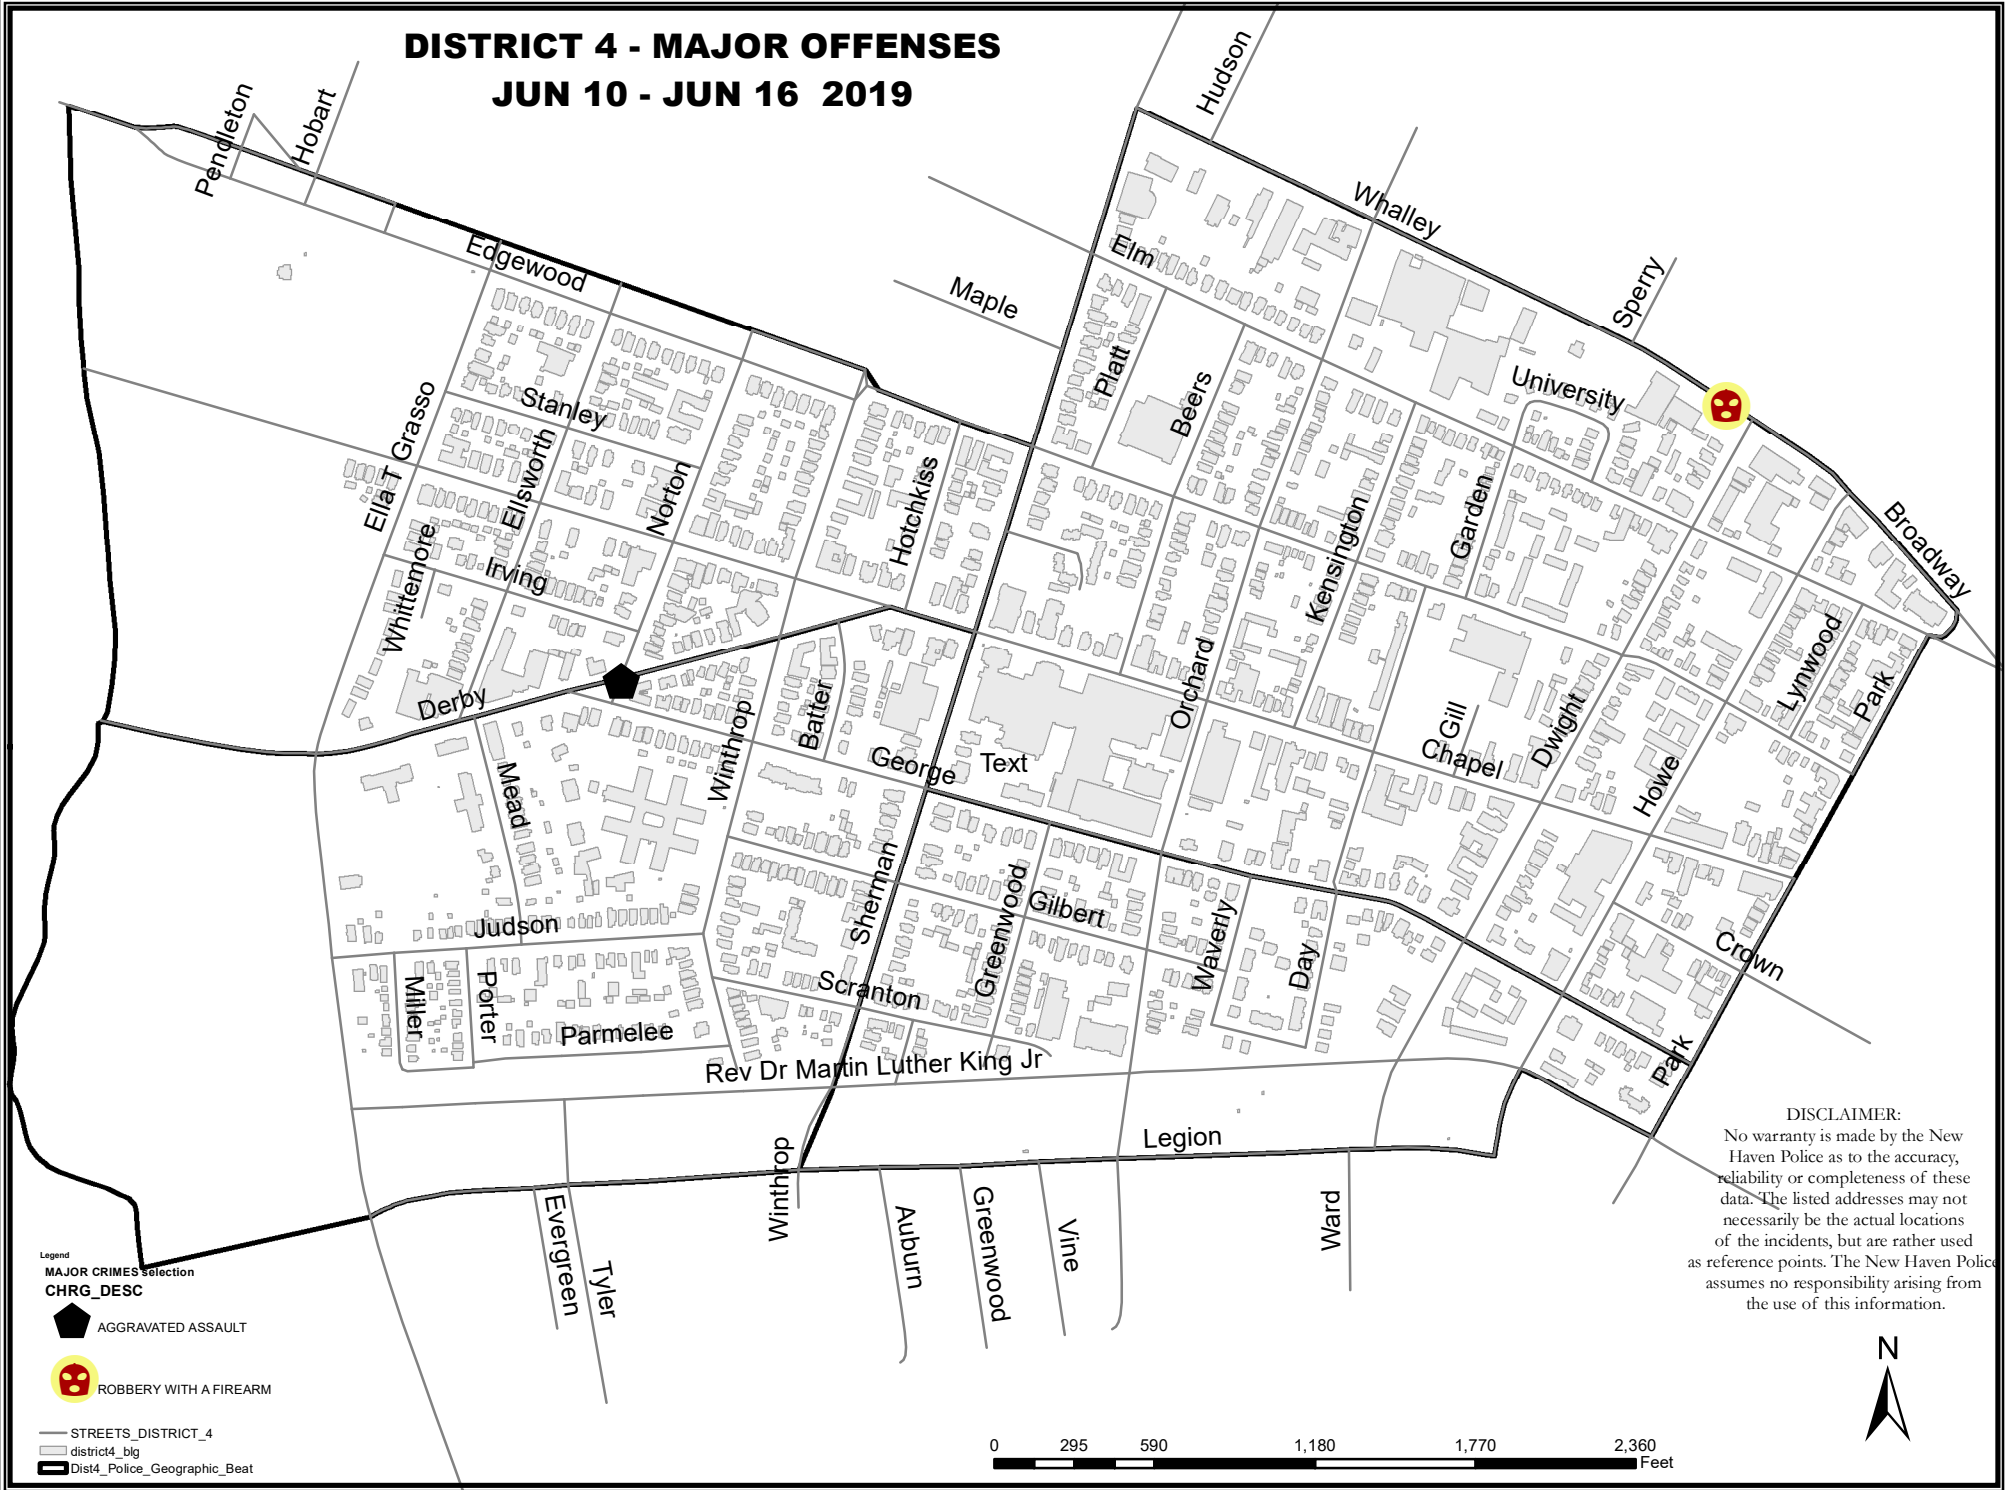 DISTRICT 4 - MAJOR OFFENSES
JUN 10 - JUN 16 2019
Hudson
Pendleton
Hobart
Whalley
Edgewood
Elm
Sperry
Maple
Platt
University
Beers
Stanley
Ella T Grasso
Ellsworth
Norton
Hotchkiss
Garden
Kensington
Broadway
Whittemore
Irving
Lynwood
Orchard
Park
Derby
Batter
Winthrop
Gill
Dwight
Chapel
George
Text
Howe
Mead
Sherman
Greenwood
Gilbert
Waverly
Day
Judson
Crown
Miller
Porter
Scranton
Parmelee
Park
Rev Dr Martin Luther King Jr
Legion
Winthrop
Evergreen
Tyler
Auburn
Greenwood
Vine
Ward
DISCLAIMER:
No warranty is made by the New
Haven Police as to the accuracy,
reliability or completeness of these
data. The listed addresses may not
necessarily be the actual locations
of the incidents, but are rather used
as reference points. The New Haven Police
assumes no responsibility arising from
the use of this information.
Legend
MAJOR CRIMES selection
CHRG_DESC
AGGRAVATED ASSAULT
ROBBERY WITH A FIREARM
STREETS_DISTRICT_4
district4_blg
Dist4_Police_Geographic_Beat
N
0 295 590 1,180 1,770 2,360
Feet